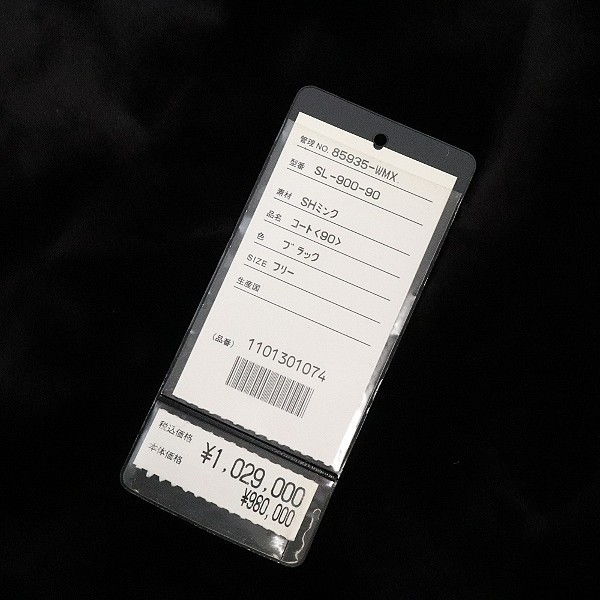 管理NO. 85935-WMX
型番 SL-900-90
素材 SHミンク
品名 コート<90>
色 ブラック
SIZE フリー
生産国
(品番) 1101301074
税込価格 ¥1,029,000
本体価格 ¥980,000